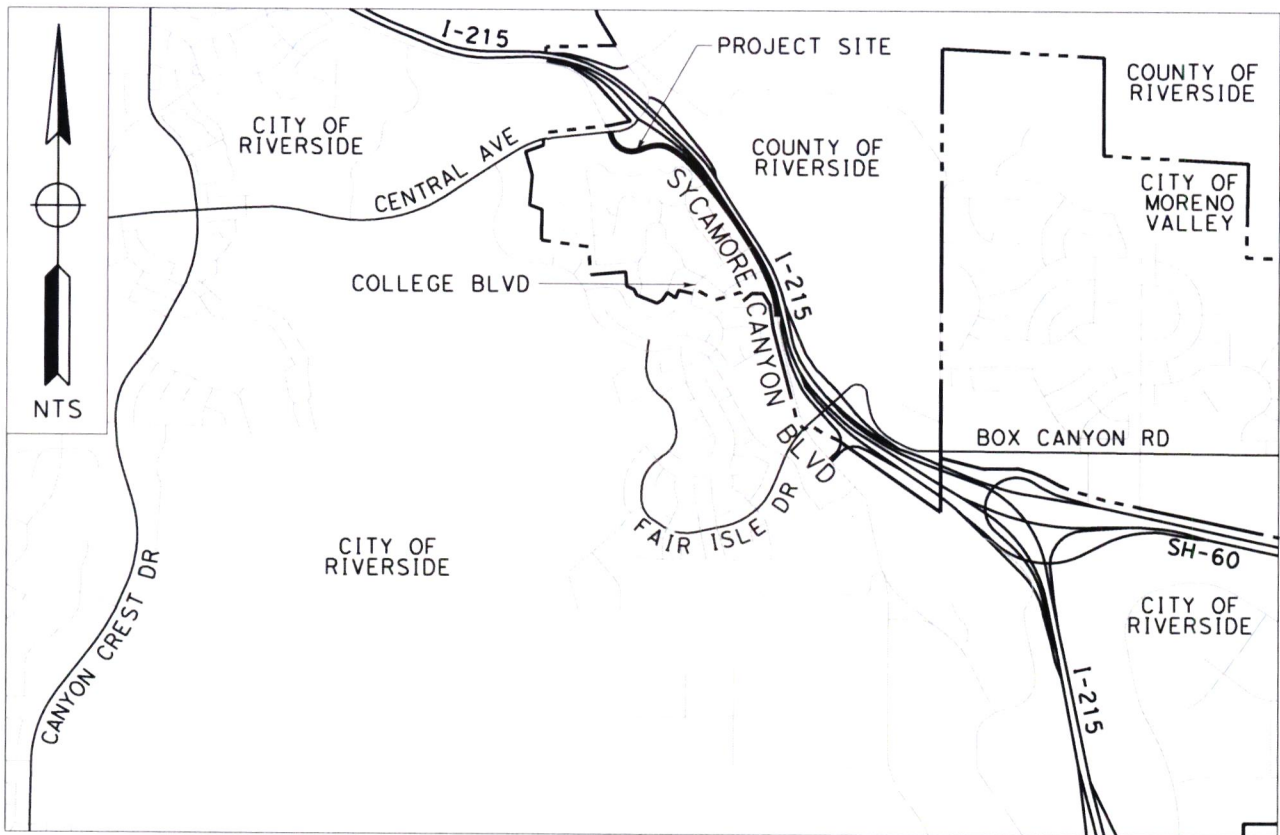 I-215
PROJECT SITE
COUNTY OF
RIVERSIDE
CITY OF
RIVERSIDE
CENTRAL AVE
COUNTY OF
RIVERSIDE
CITY OF
MORENO
VALLEY
SYCAMORE CANYON BLVD
I-215
COLLEGE BLVD
NTS
BOX CANYON RD
FAIR ISLE DR
CITY OF
RIVERSIDE
SH-60
CANYON CREST DR
CITY OF
RIVERSIDE
I-215